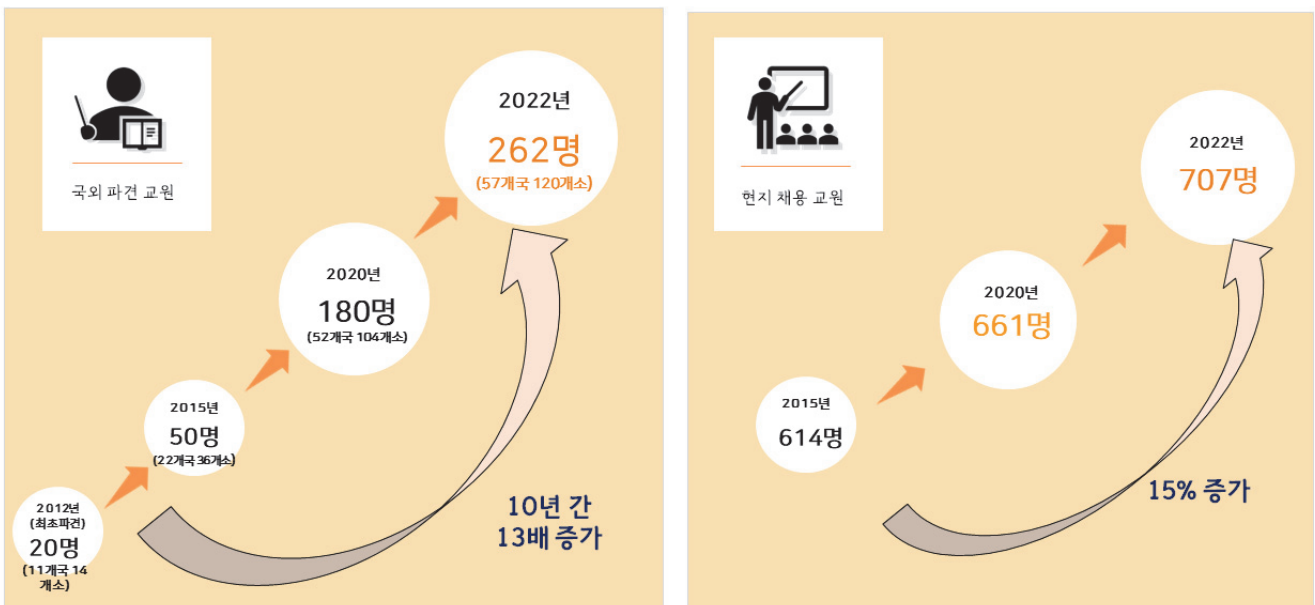 국외 파견 교원
2012년
(최초파견)
20명
(11개국 14
개소)
2015년
50명
(22개국 36개소)
2020년
180명
(52개국 104개소)
2022년
262명
(57개국 120개소)
10년 간
13배 증가
현지 채용 교원
2015년
614명
2020년
661명
2022년
707명
15% 증가